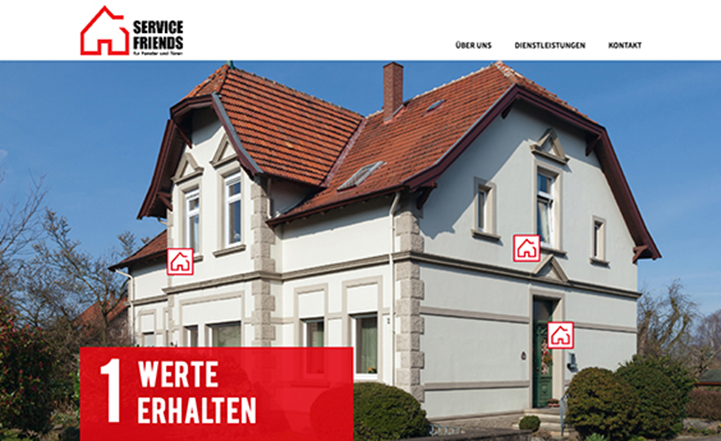 SERVICE
FRIENDS
für Fenster und Türen
ÜBER UNS DIENSTLEISTUNGEN KONTAKT
1 WERTE
ERHALTEN